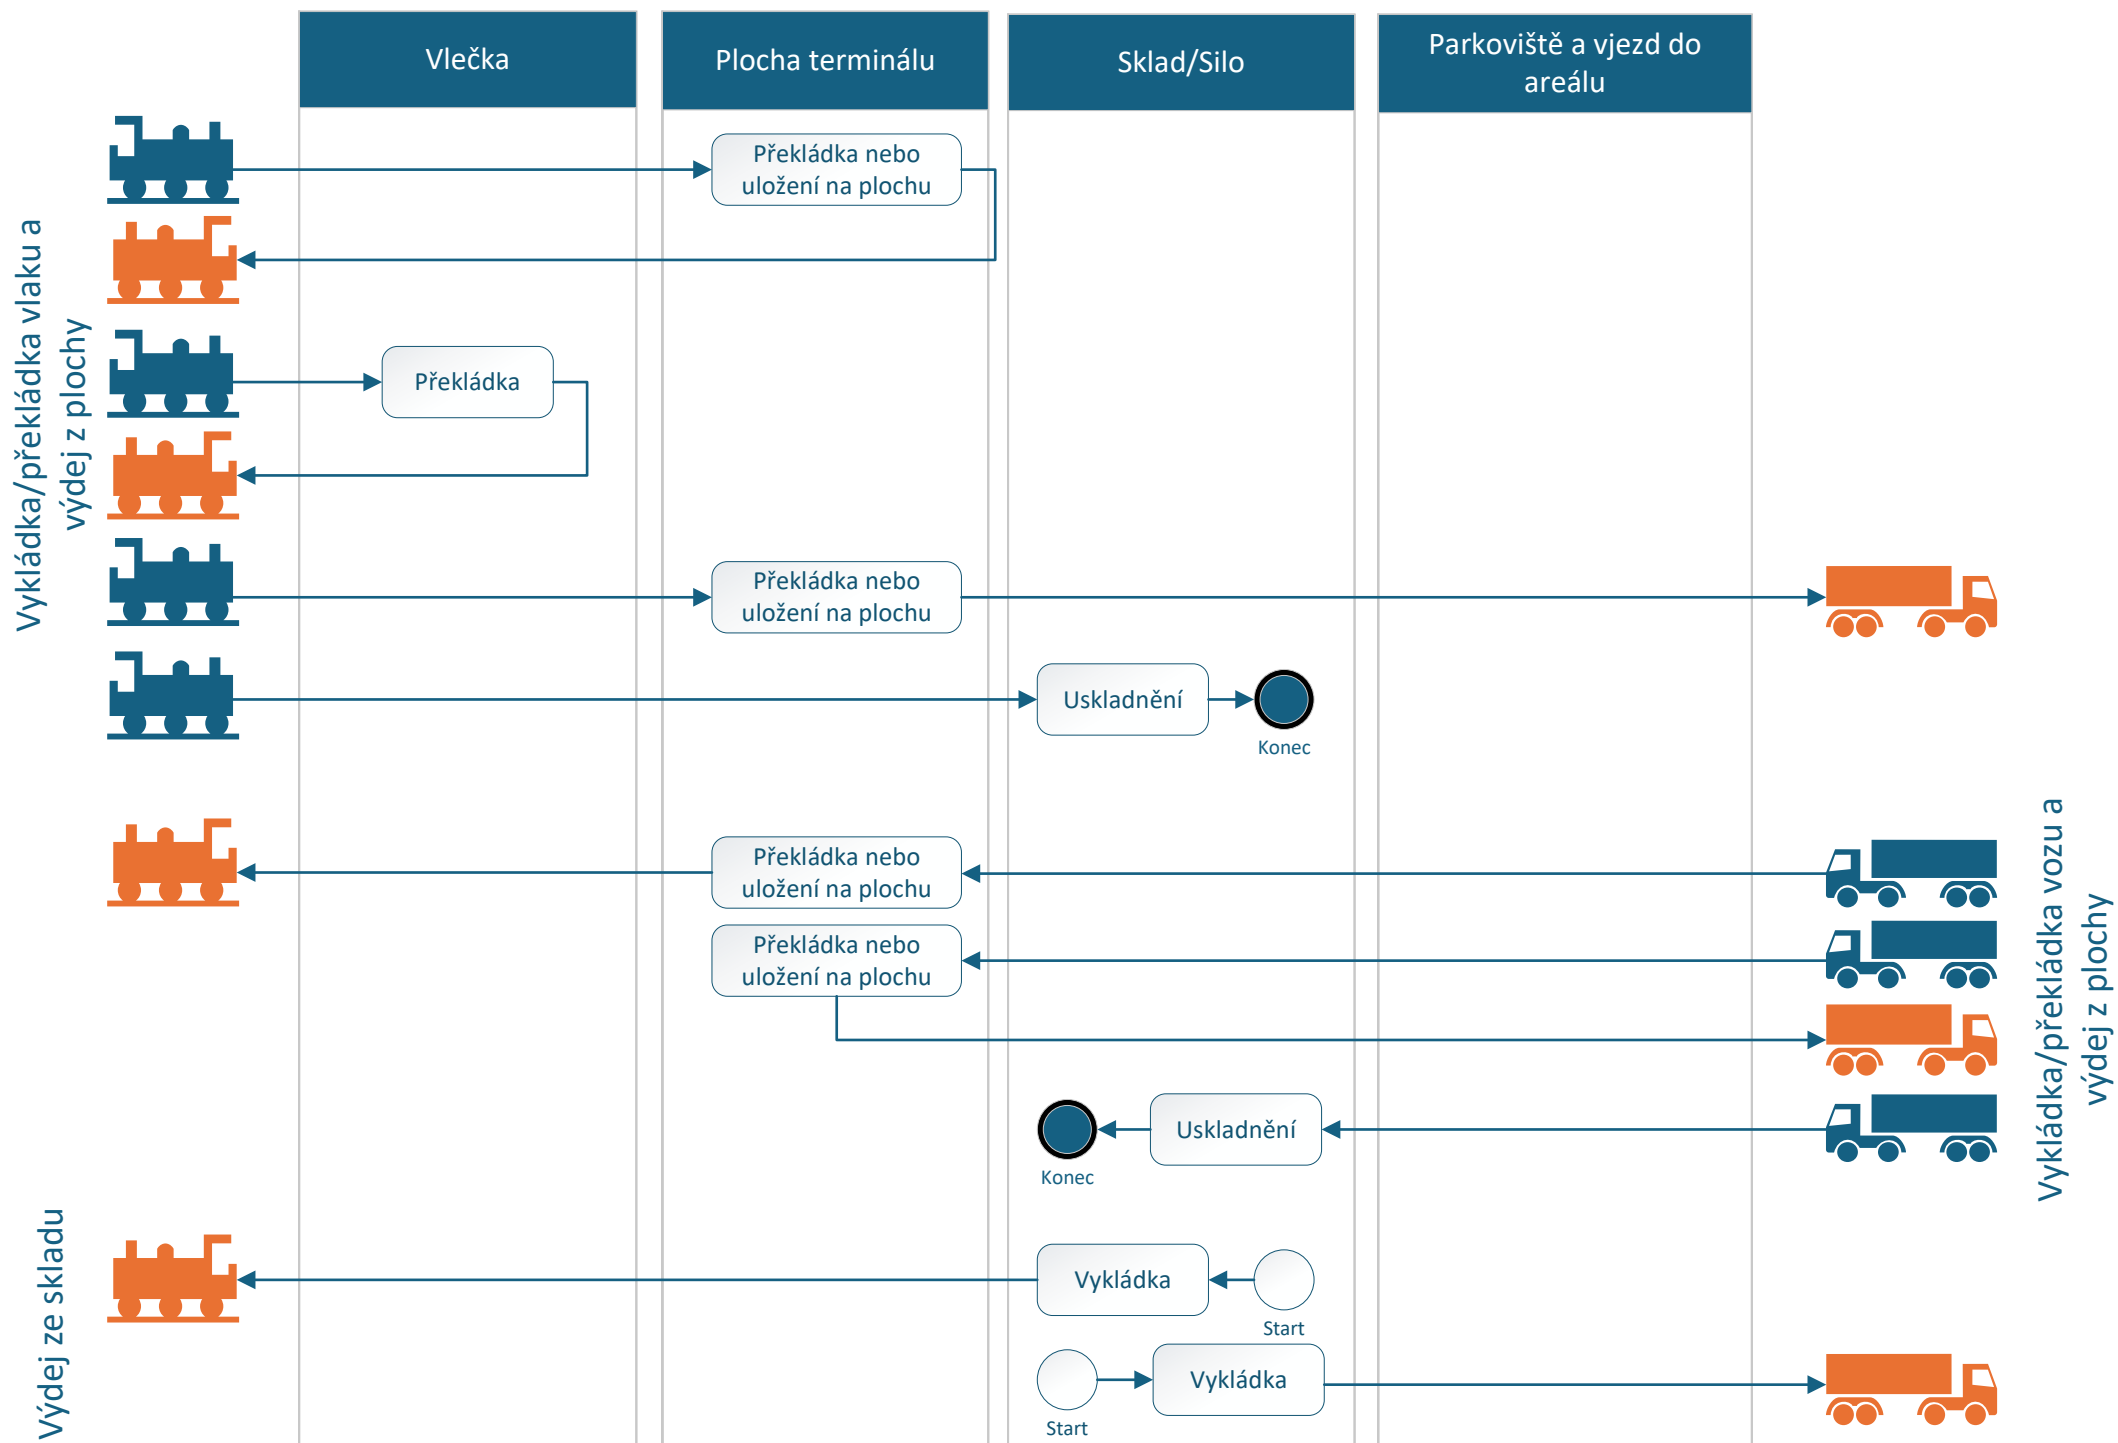 Vlečka
Plocha terminálu
Sklad/Silo
Parkoviště a vjezd do
areálu
Vykládka/překládka vlaku a
výdej z plochy
Překládka nebo
uložení na plochu
Překládka
Překládka nebo
uložení na plochu
Uskladnění
Konec
Vykládka/překládka vozu a
výdej z plochy
Překládka nebo
uložení na plochu
Překládka nebo
uložení na plochu
Uskladnění
Konec
Výdej ze skladu
Vykládka
Start
Vykládka
Start